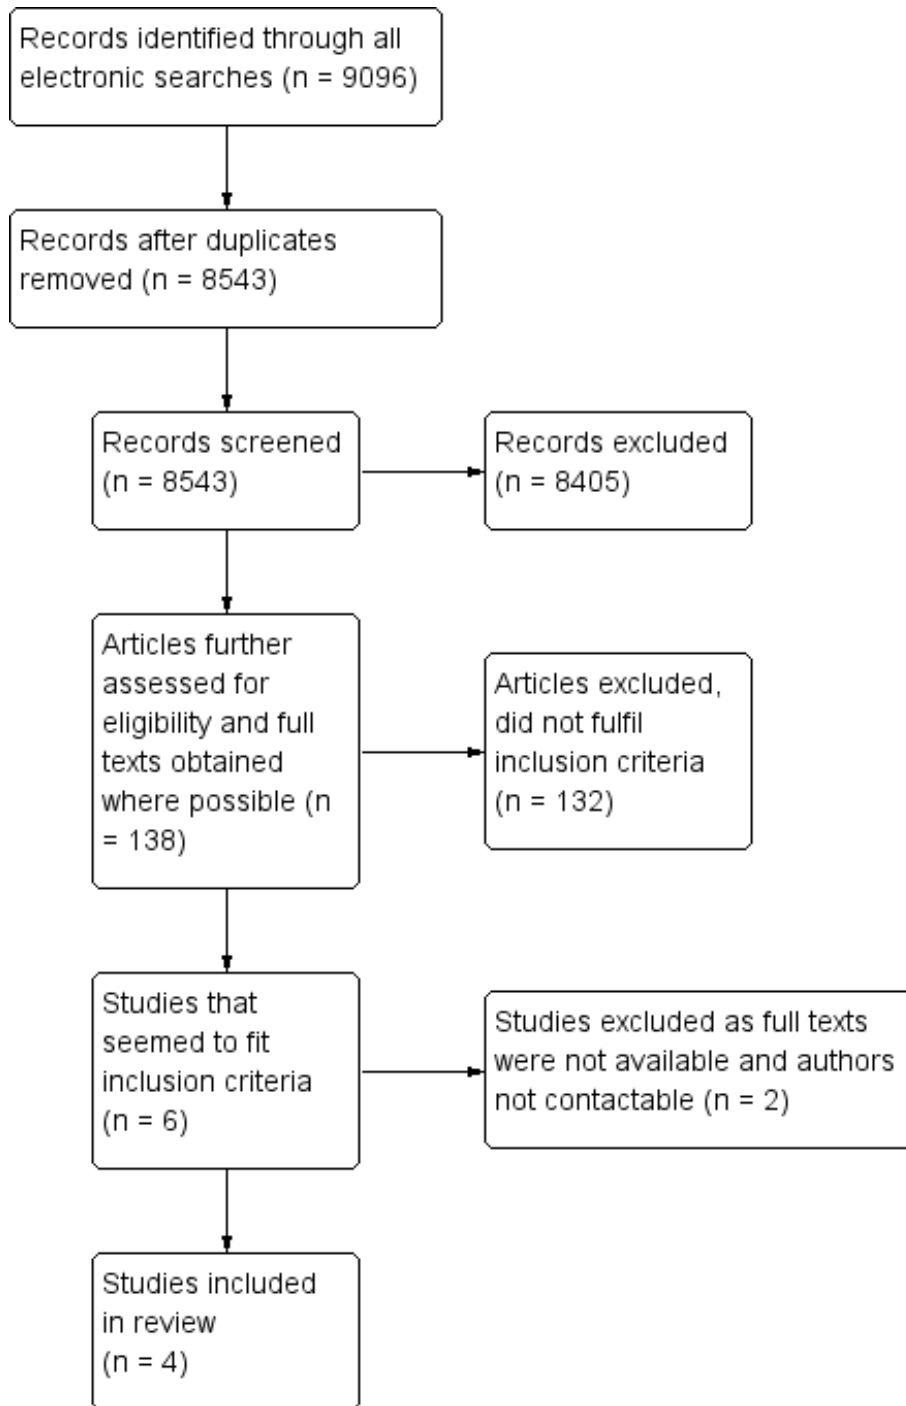 Records identified through all
electronic searches (n = 9096)
Records after duplicates
removed (n = 8543)
Records screened
(n = 8543)
Records excluded
(n = 8405)
Articles further
assessed for
eligibility and full
texts obtained
where possible (n
= 138)
Articles excluded,
did not fulfil
inclusion criteria
(n = 132)
Studies that
seemed to fit
inclusion criteria
(n = 6)
Studies excluded as full texts
were not available and authors
not contactable (n = 2)
Studies included
in review
(n = 4)